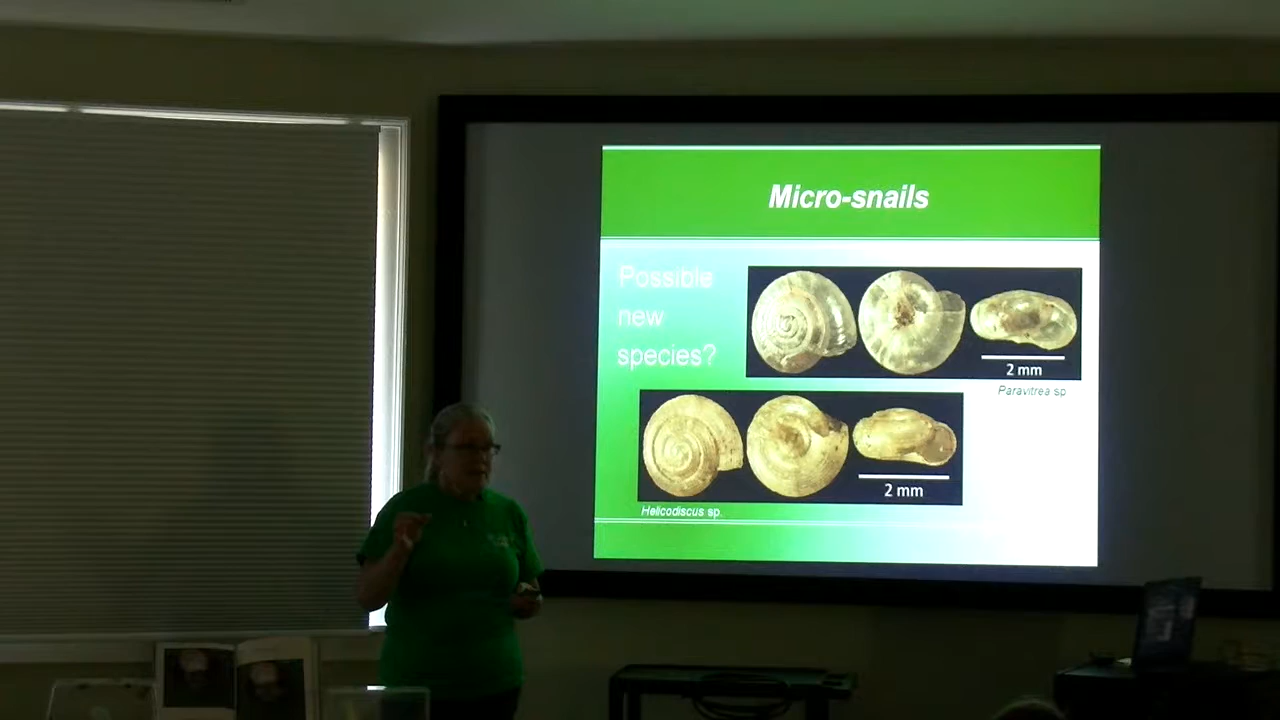 Micro-snails
Possible
new
species?
2 mm
Paravitrea sp
2 mm
Helicodiscus sp.